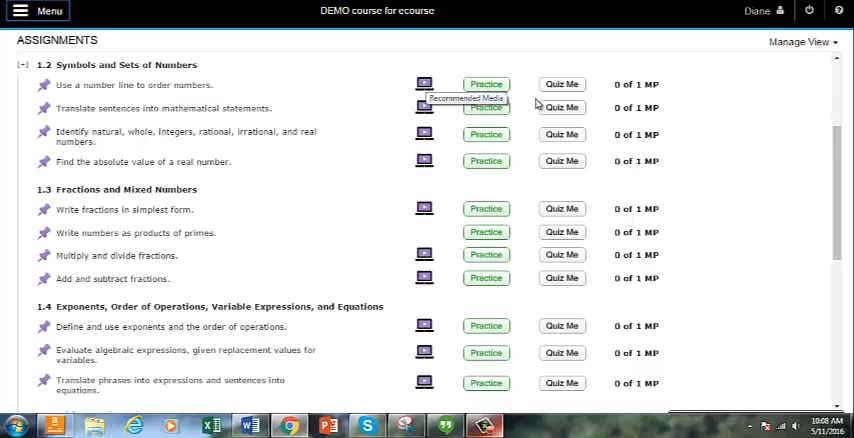 Menu DEMO course for ecourse Diane
ASSIGNMENTS Manage View
[-] 1.2 Symbols and Sets of Numbers
Use a number line to order numbers. Practice Quiz Me 0 of 1 MP
Recommended Media
Translate sentences into mathematical statements. Practice Quiz Me 0 of 1 MP
Identify natural, whole, integers, rational, irrational, and real
numbers. Practice Quiz Me 0 of 1 MP
Find the absolute value of a real number. Practice Quiz Me 0 of 1 MP
1.3 Fractions and Mixed Numbers
Write fractions in simplest form. Practice Quiz Me 0 of 1 MP
Write numbers as products of primes. Practice Quiz Me 0 of 1 MP
Multiply and divide fractions. Practice Quiz Me 0 of 1 MP
Add and subtract fractions. Practice Quiz Me 0 of 1 MP
1.4 Exponents, Order of Operations, Variable Expressions, and Equations
Define and use exponents and the order of operations. Practice Quiz Me 0 of 1 MP
Evaluate algebraic expressions, given replacement values for
variables. Practice Quiz Me 0 of 1 MP
Translate phrases into expressions and sentences into
equations. Practice Quiz Me 0 of 1 MP
10:08 AM
5/11/2016